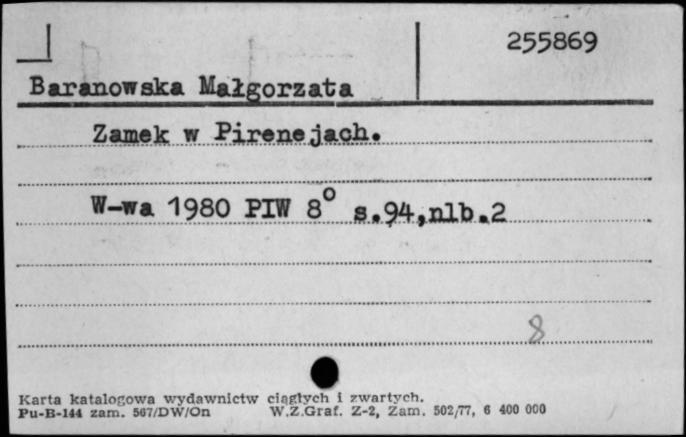 255869
Baranowska Małgorzata
Zamek w Pirenejach.
W-wa 1980 PIW 8° s.94,nlb.2
8
Karta katalogowa wydawnictw ciągłych i zwartych.
Pu-B-144 zam. 567/DW/On W.Z.Graf. Z-2, Zam. 502/77, 6 400 000